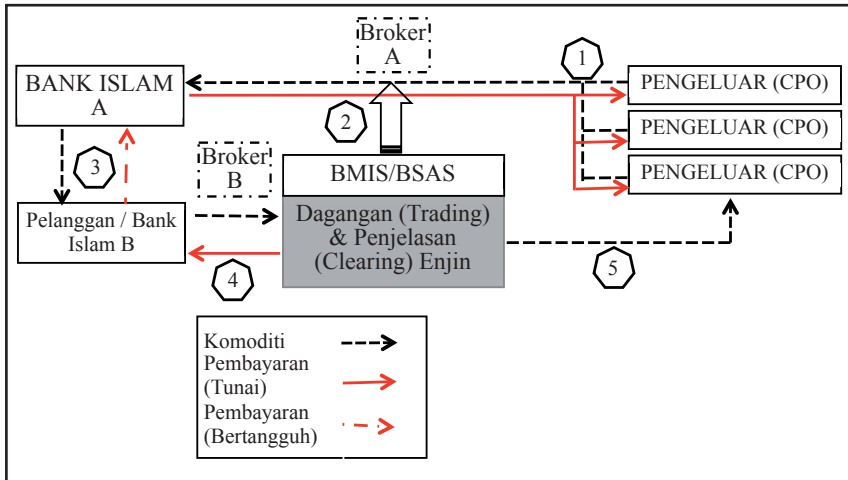 Broker
A
1
BANK ISLAM
A
PENGELUAR (CPO)
2
PENGELUAR (CPO)
3
Broker
B
BMIS/BSAS
PENGELUAR (CPO)
Pelanggan / Bank
Islam B
Dagangan (Trading)
& Penjelasan
(Clearing) Enjin
4
5
Komoditi
Pembayaran
(Tunai)
Pembayaran
(Bertangguh)